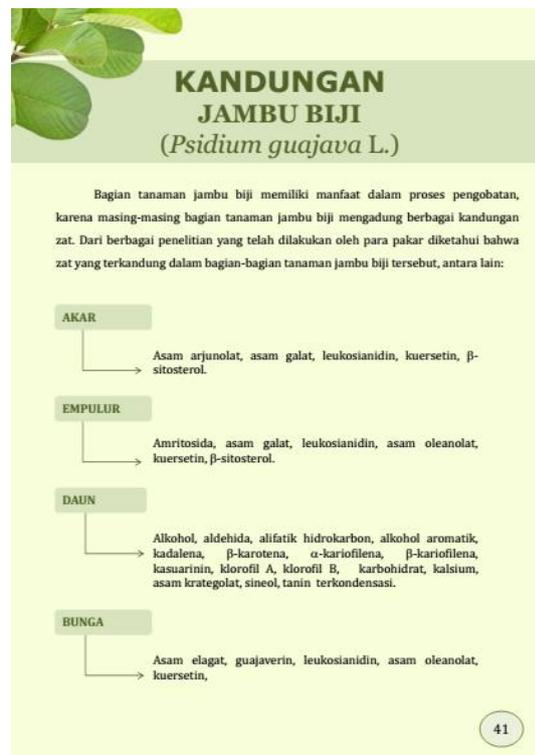 KANDUNGAN
JAMBU BIJI
(Psidium guajava L.)
Bagian tanaman jambu biji memiliki manfaat dalam proses pengobatan,
karena masing-masing bagian tanaman jambu biji mengadung berbagai kandungan
zat. Dari berbagai penelitian yang telah dilakukan oleh para pakar diketahui bahwa
zat yang terkandung dalam bagian-bagian tanaman jambu biji tersebut, antara lain:
AKAR
Asam arjunolat, asam galat, leukosianidin, kuersetin, β-
sitosterol.
EMPULUR
Amritosida, asam galat, leukosianidin, asam oleanolat,
kuersetin, β-sitosterol.
DAUN
Alkohol, aldehida, alifatik hidrokarbon, alkohol aromatik,
kadalena, β-karotena, α-kariofilena, β-kariofilena,
kasuarinin, klorofil A, klorofil B, karbohidrat, kalsium,
asam krategolat, sineol, tanin terkondensasi.
BUNGA
Asam elagat, guajaverin, leukosianidin, asam oleanolat,
kuersetin,
41